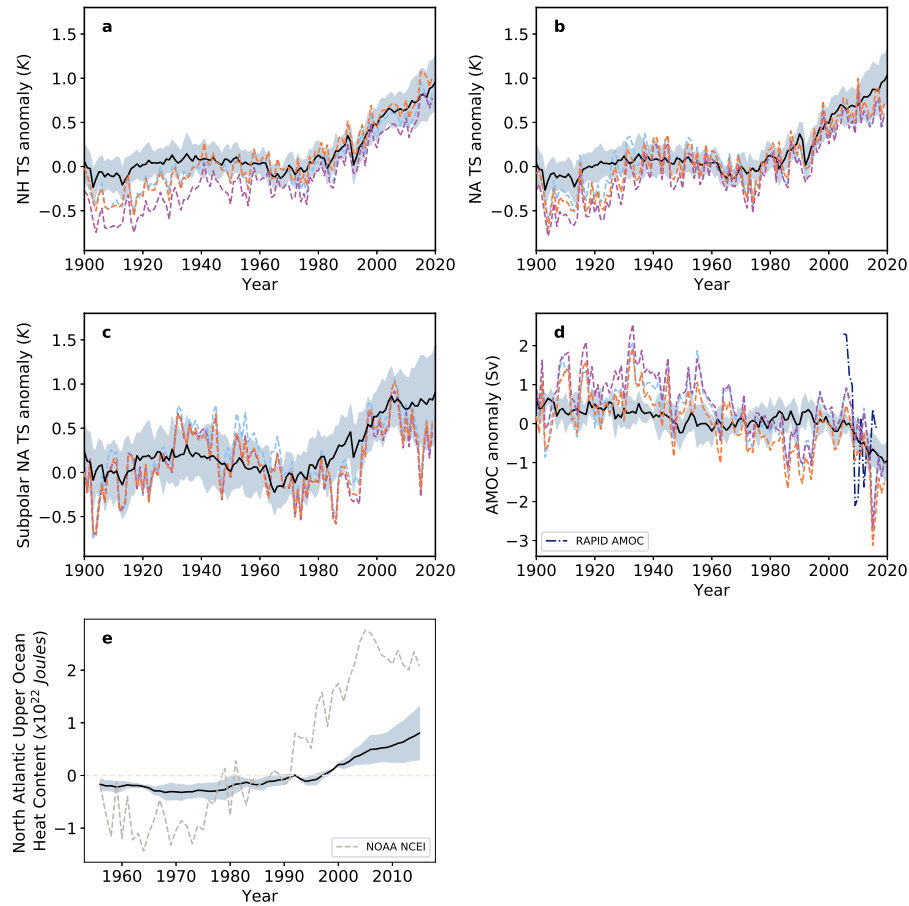 a
NH TS anomaly (K)
1.5
1.0
0.5
0.0
−0.5
1900 1920 1940 1960 1980 2000 2020
Year
b
NA TS anomaly (K)
1.5
1.0
0.5
0.0
−0.5
1900 1920 1940 1960 1980 2000 2020
Year
c
Subpolar NA TS anomaly (K)
1.5
1.0
0.5
0.0
−0.5
1900 1920 1940 1960 1980 2000 2020
Year
d
AMOC anomaly (Sv)
2
1
0
−1
−2
−3
RAPID AMOC
1900 1920 1940 1960 1980 2000 2020
Year
e
North Atlantic Upper Ocean
Heat Content (x10²² Joules)
2
1
0
−1
NOAA NCEI
1960 1970 1980 1990 2000 2010
Year